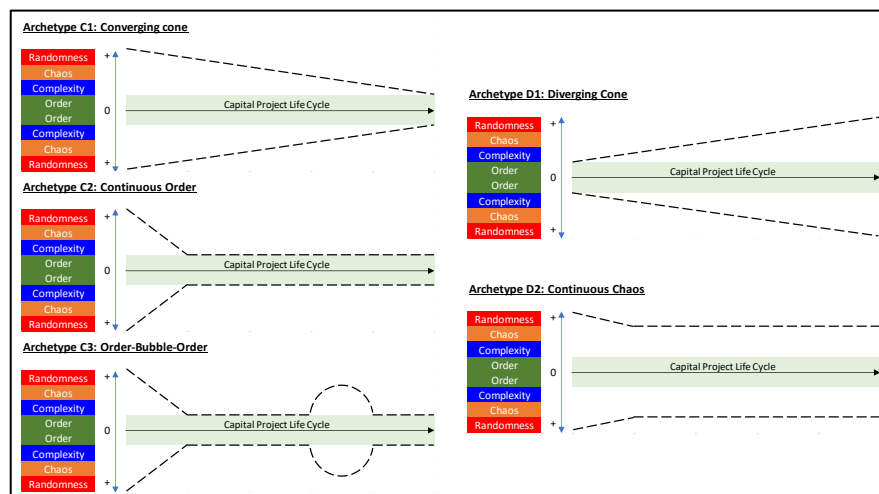 Archetype C1: Converging cone
+
Randomness
Chaos
Complexity
Order
Order
Complexity
Chaos
Randomness
0
+
Capital Project Life Cycle
Archetype C2: Continuous Order
+
Randomness
Chaos
Complexity
Order
Order
Complexity
Chaos
Randomness
0
+
Capital Project Life Cycle
Archetype C3: Order-Bubble-Order
+
Randomness
Chaos
Complexity
Order
Order
Complexity
Chaos
Randomness
0
+
Capital Project Life Cycle
Archetype D1: Diverging Cone
+
Randomness
Chaos
Complexity
Order
Order
Complexity
Chaos
Randomness
0
+
Capital Project Life Cycle
Archetype D2: Continuous Chaos
+
Randomness
Chaos
Complexity
Order
Order
Complexity
Chaos
Randomness
0
+
Capital Project Life Cycle